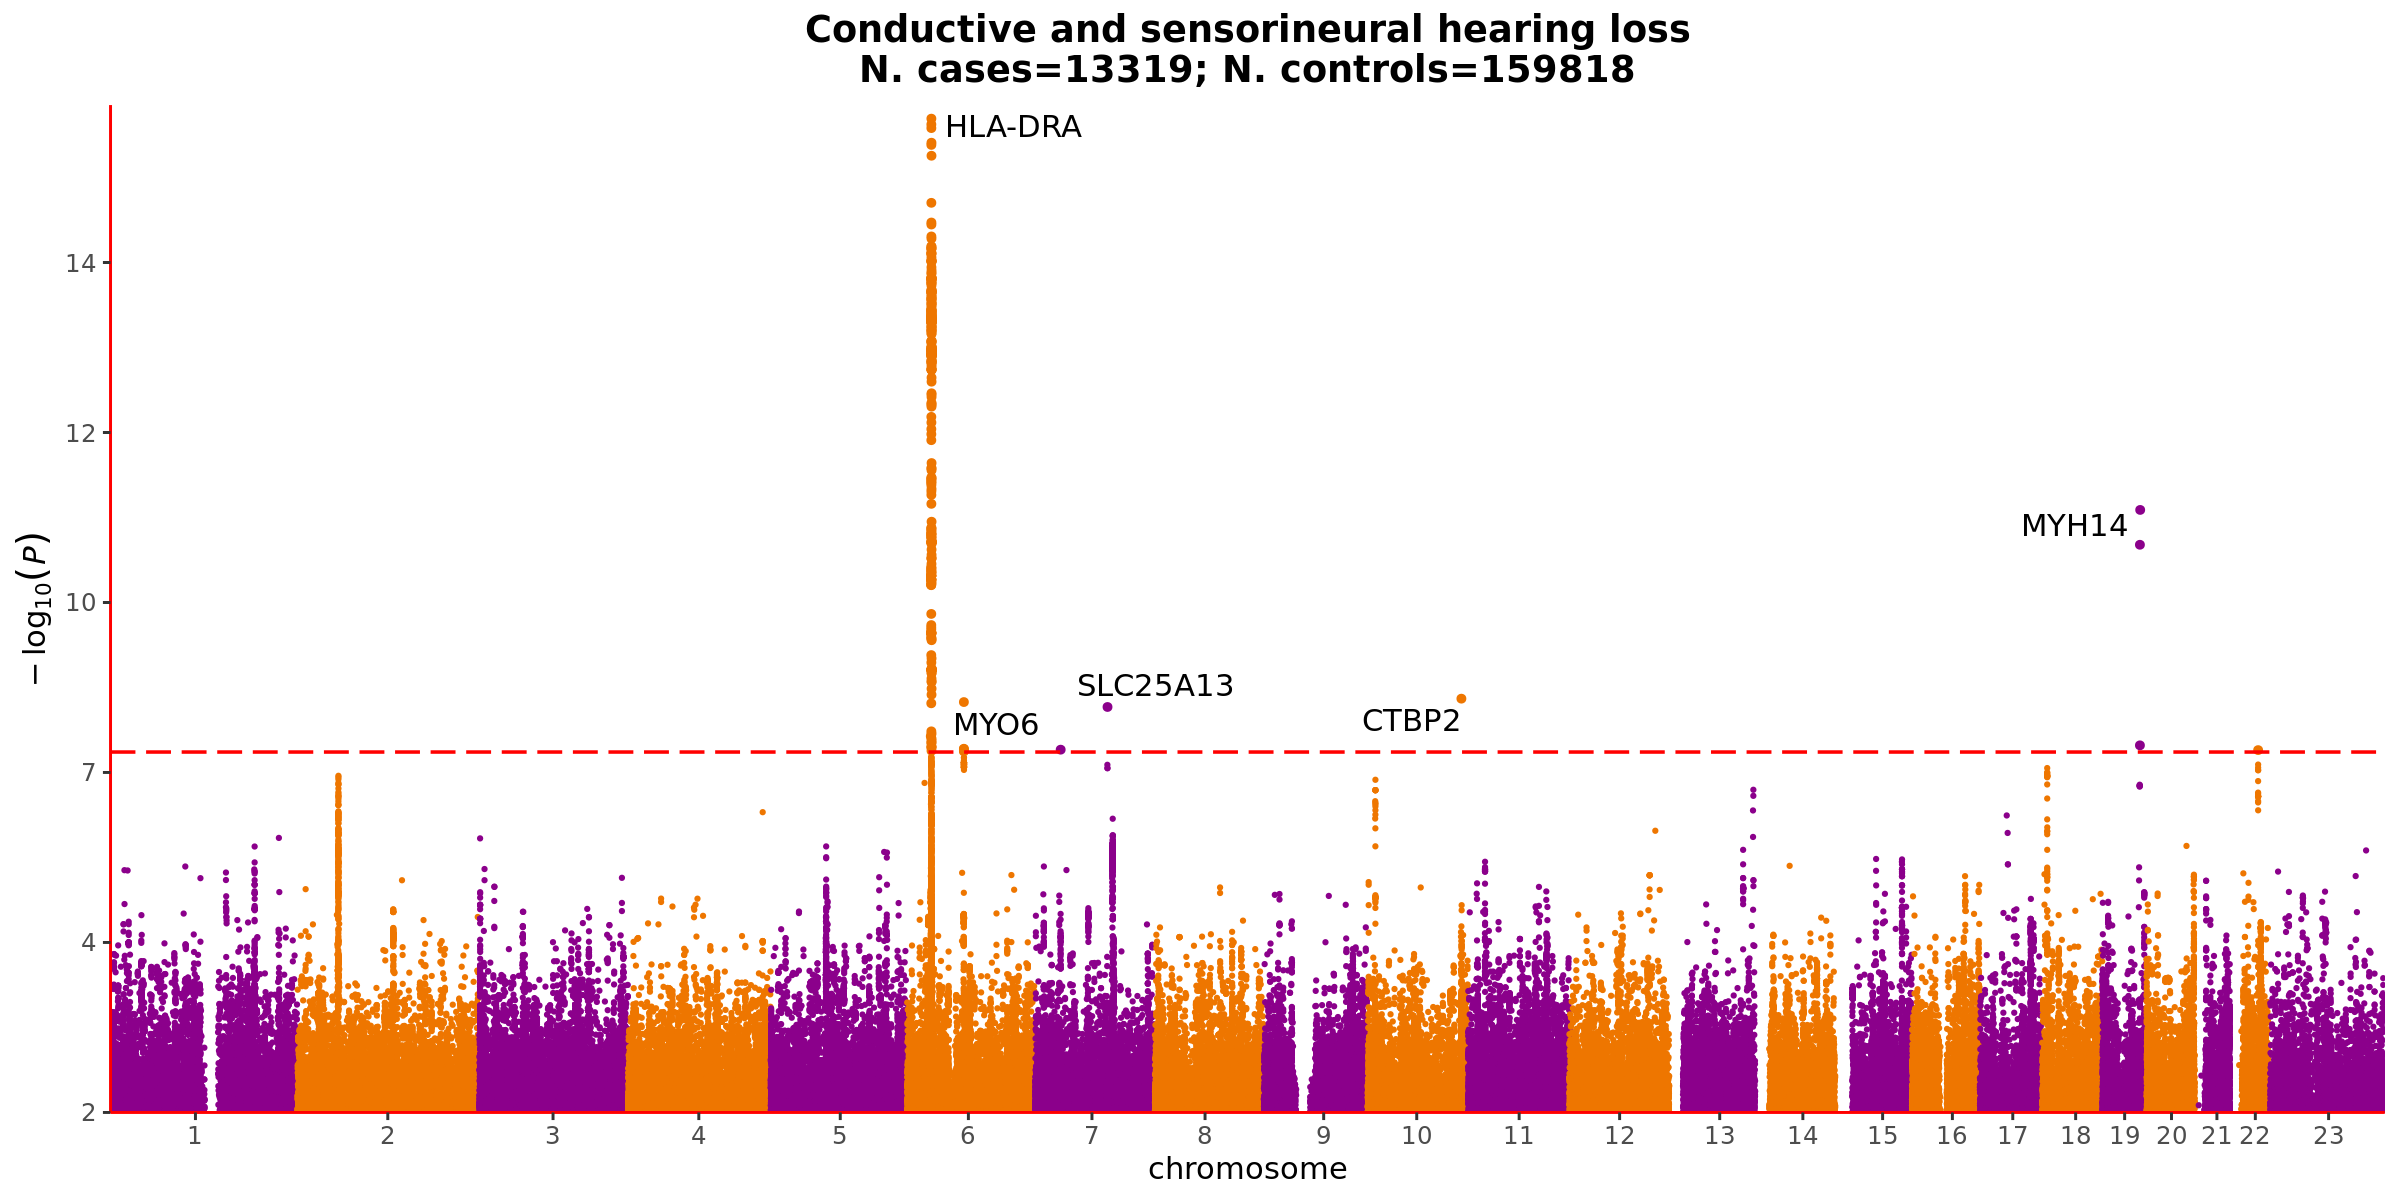 Conductive and sensorineural hearing loss
N. cases=13319; N. controls=159818
HLA-DRA
14
12
MYH14
10
−log10(P)
SLC25A13
MYO6
CTBP2
7
4
2
1 2 3 4 5 6 7 8 9 10 11 12 13 14 15 16 17 18 19 20 21 22 23
chromosome